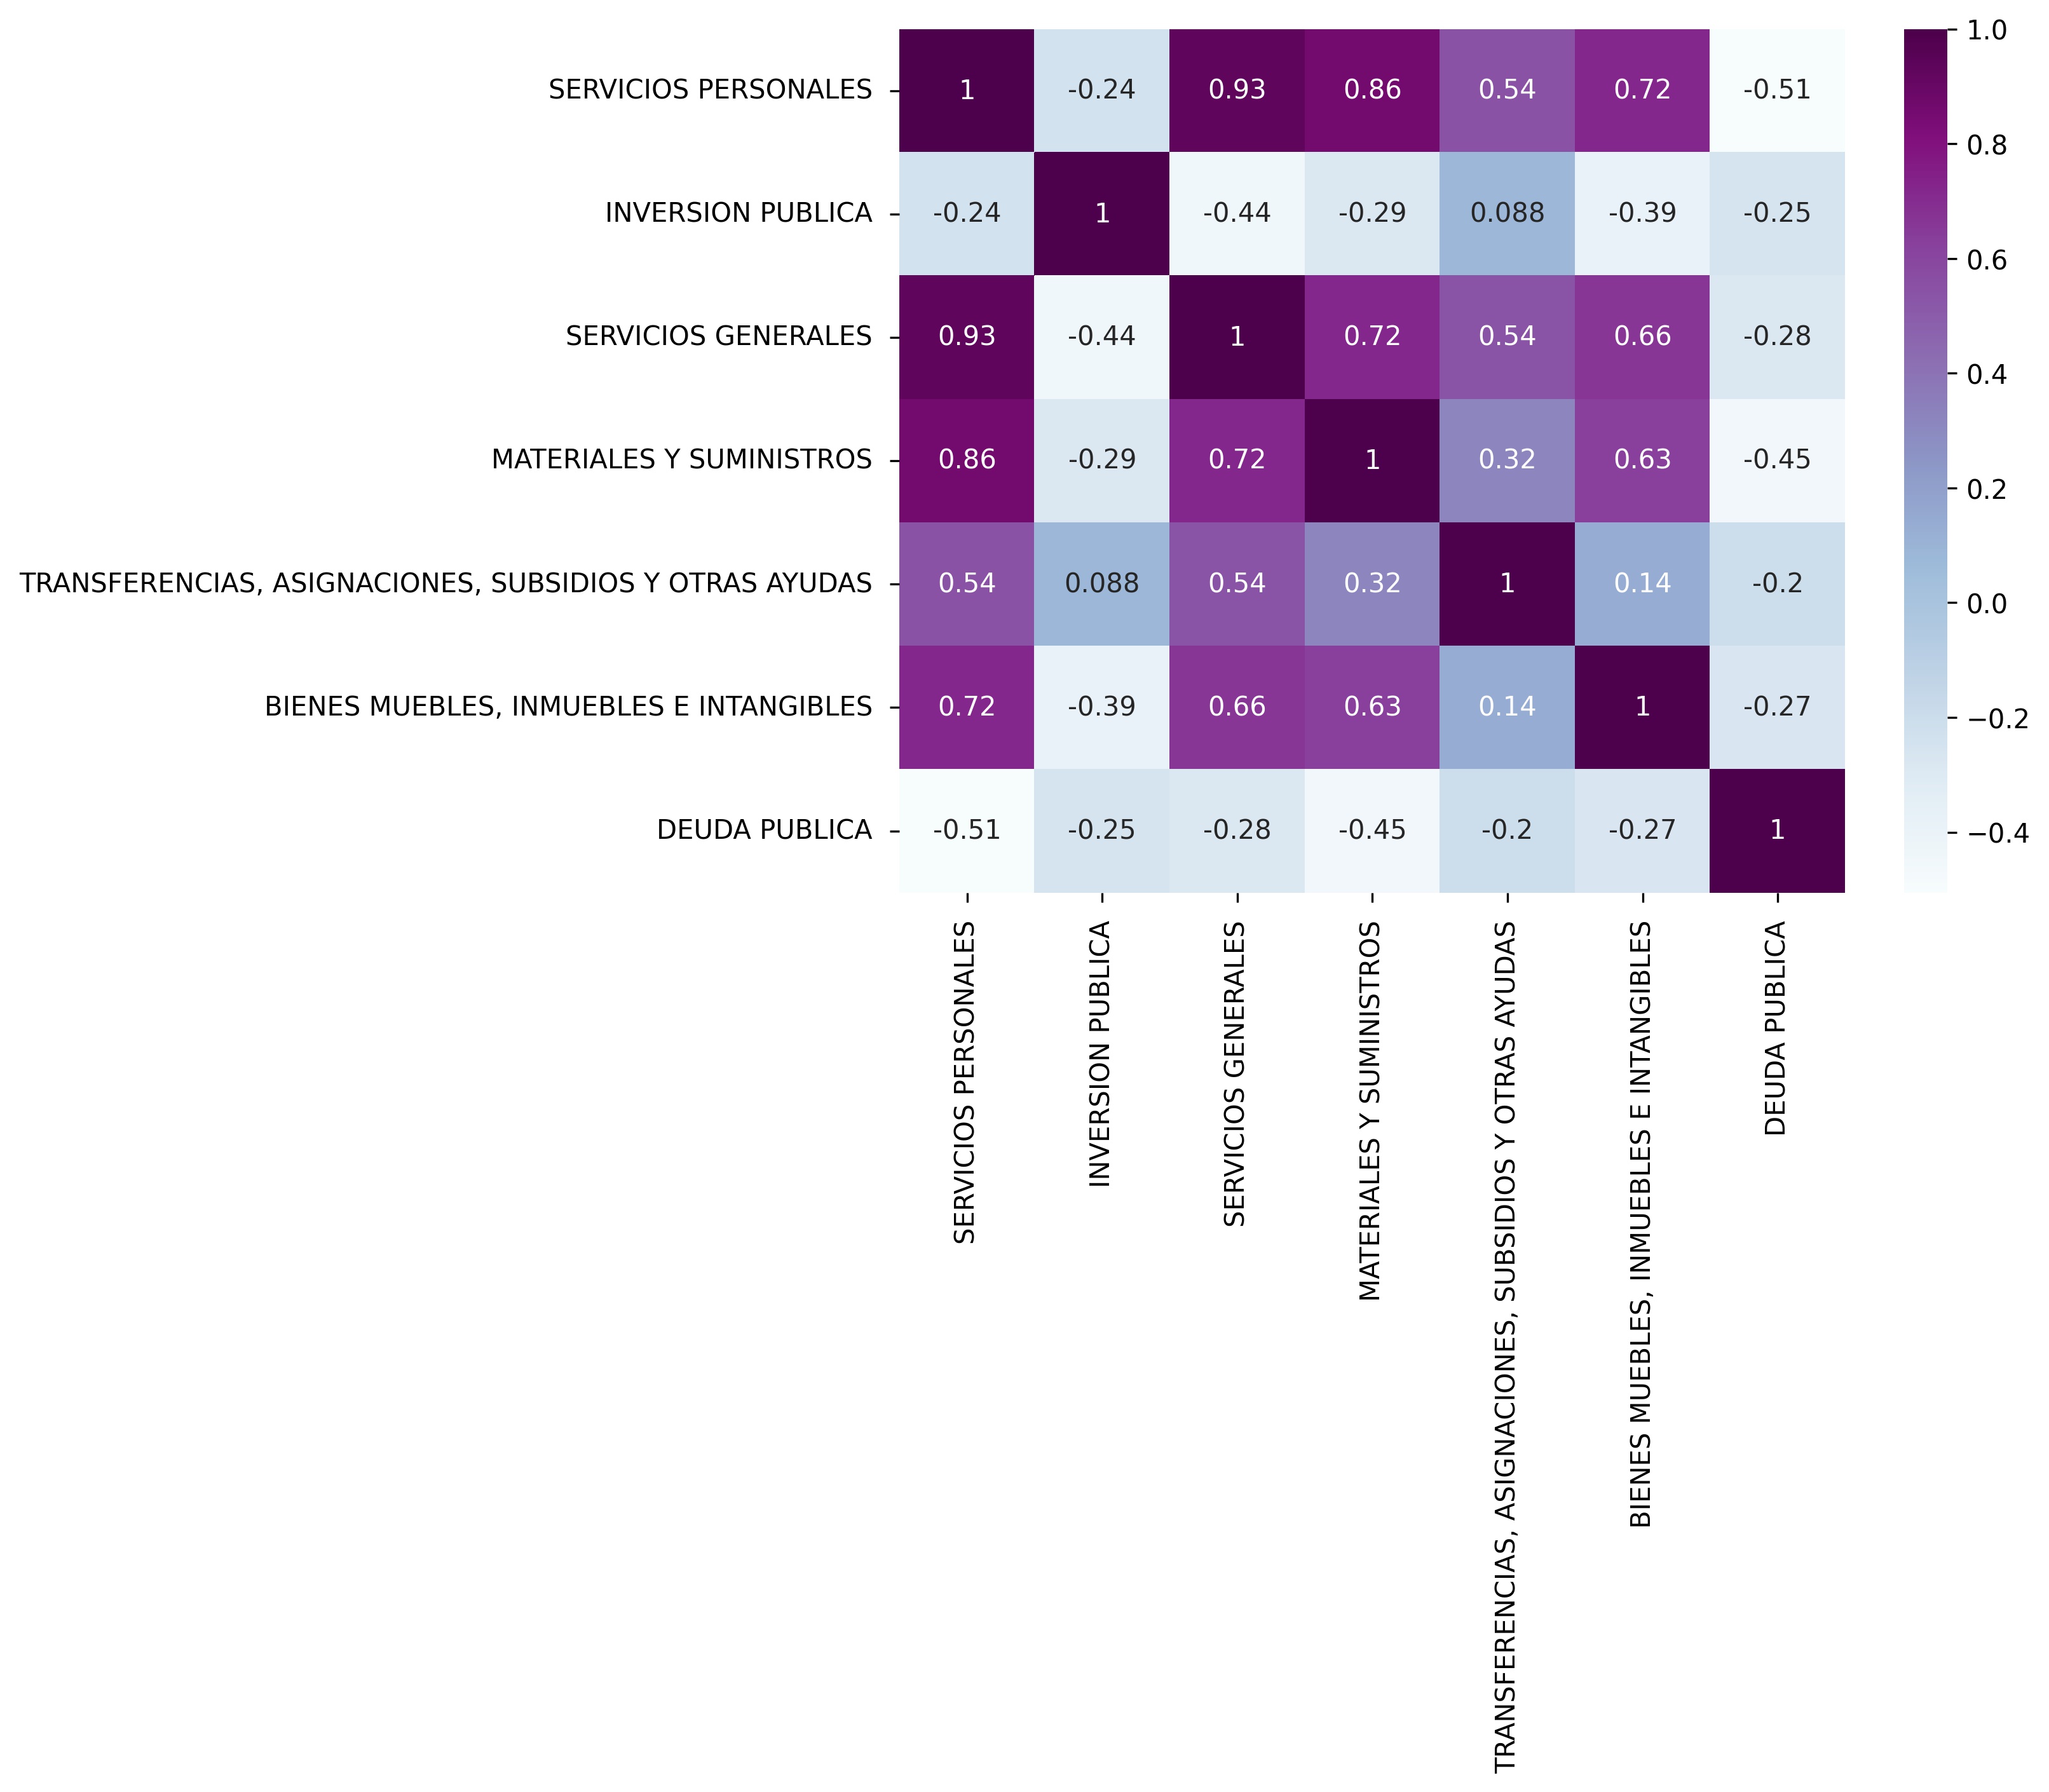 SERVICIOS PERSONALES 1 -0.24 0.93 0.86 0.54 0.72 -0.51
INVERSION PUBLICA -0.24 1 -0.44 -0.29 0.088 -0.39 -0.25
SERVICIOS GENERALES 0.93 -0.44 1 0.72 0.54 0.66 -0.28
MATERIALES Y SUMINISTROS 0.86 -0.29 0.72 1 0.32 0.63 -0.45
TRANSFERENCIAS, ASIGNACIONES, SUBSIDIOS Y OTRAS AYUDAS 0.54 0.088 0.54 0.32 1 0.14 -0.2
BIENES MUEBLES, INMUEBLES E INTANGIBLES 0.72 -0.39 0.66 0.63 0.14 1 -0.27
DEUDA PUBLICA -0.51 -0.25 -0.28 -0.45 -0.2 -0.27 1
SERVICIOS PERSONALES
INVERSION PUBLICA
SERVICIOS GENERALES
MATERIALES Y SUMINISTROS
TRANSFERENCIAS, ASIGNACIONES, SUBSIDIOS Y OTRAS AYUDAS
BIENES MUEBLES, INMUEBLES E INTANGIBLES
DEUDA PUBLICA
1.0
0.8
0.6
0.4
0.2
0.0
−0.2
−0.4